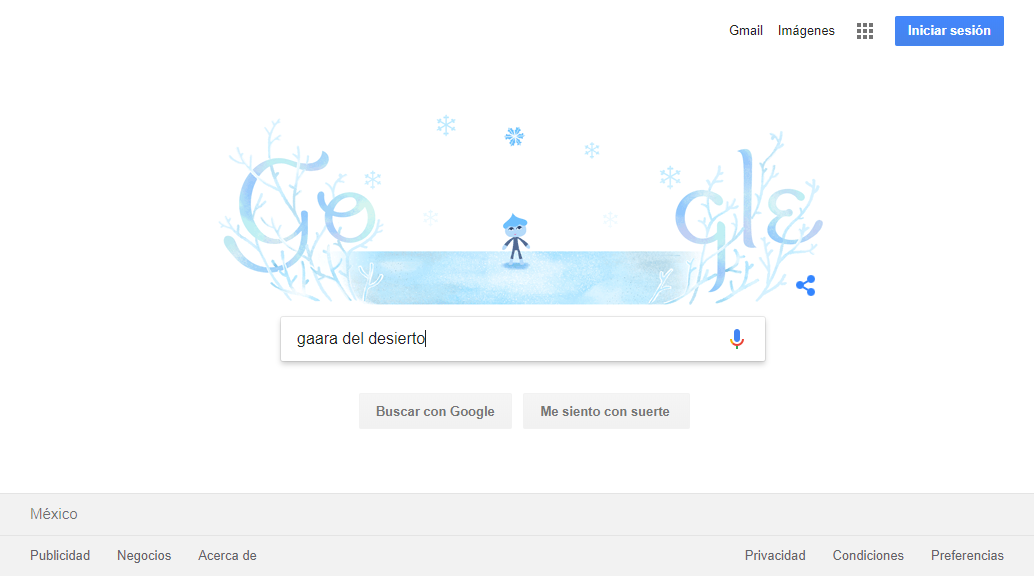 Gmail Imágenes Iniciar sesión
Google
gaara del desierto
Buscar con Google Me siento con suerte
México
Publicidad Negocios Acerca de Privacidad Condiciones Preferencias